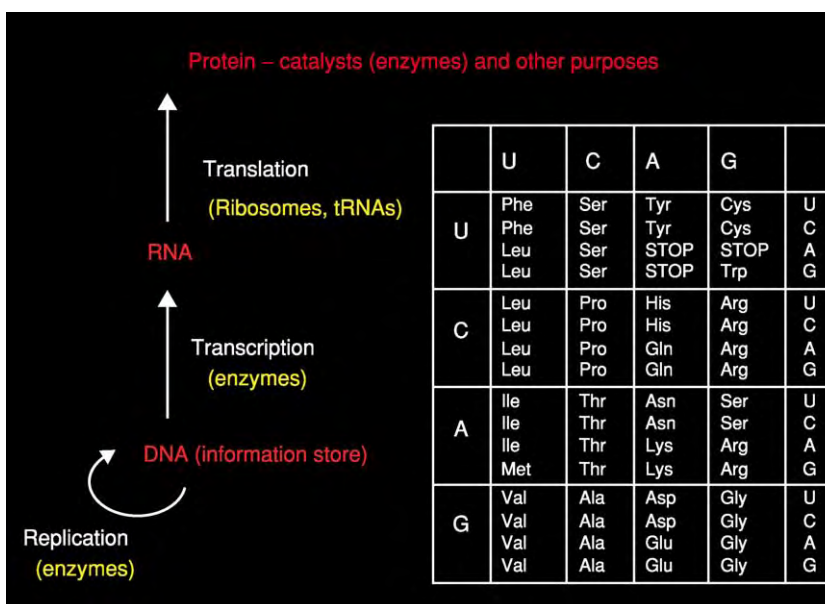 Protein – catalysts (enzymes) and other purposes
Translation
(Ribosomes, tRNAs)
RNA
Transcription
(enzymes)
DNA (information store)
Replication
(enzymes)
U C A G
U Phe Ser Tyr Cys U
Phe Ser Tyr Cys C
Leu Ser STOP STOP A
Leu Ser STOP Trp G
C Leu Pro His Arg U
Leu Pro His Arg C
Leu Pro Gln Arg A
Leu Pro Gln Arg G
A Ile Thr Asn Ser U
Ile Thr Asn Ser C
Ile Thr Lys Arg A
Met Thr Lys Arg G
G Val Ala Asp Gly U
Val Ala Asp Gly C
Val Ala Glu Gly A
Val Ala Glu Gly G